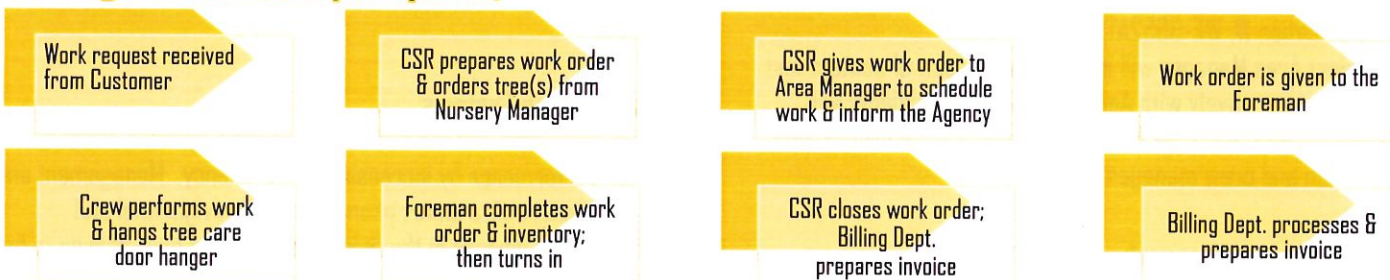 Work request received
from Customer
CSR prepares work order
& orders tree(s) from
Nursery Manager
CSR gives work order to
Area Manager to schedule
work & inform the Agency
Work order is given to the
Foreman
Crew performs work
& hangs tree care
door hanger
Foreman completes work
order & inventory;
then turns in
CSR closes work order;
Billing Dept.
prepares invoice
Billing Dept. processes &
prepares invoice